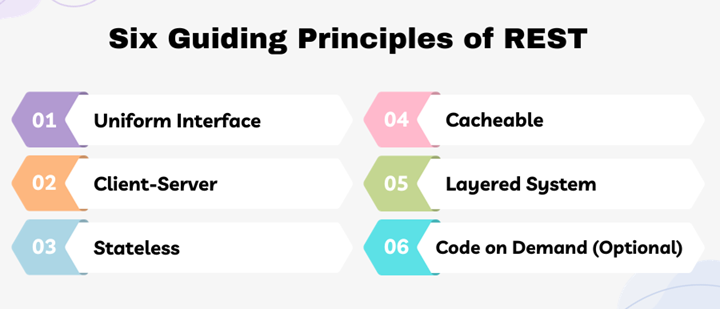 Six Guiding Principles of REST
01 Uniform Interface
02 Client-Server
03 Stateless
04 Cacheable
05 Layered System
06 Code on Demand (Optional)